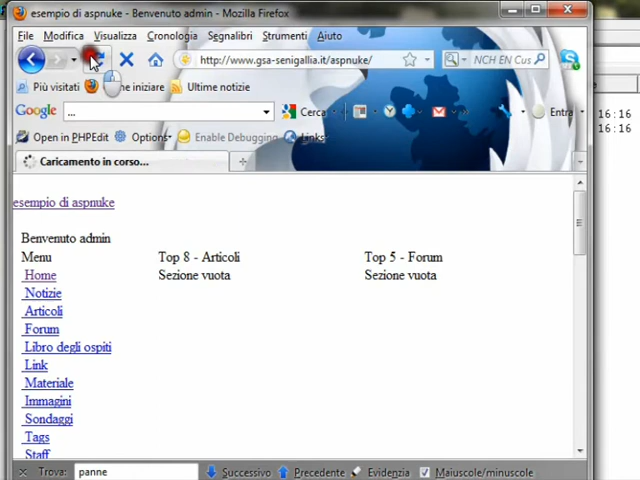 esempio di aspnuke - Benvenuto admin - Mozilla Firefox
File Modifica Visualizza Cronologia Segnalibri Strumenti Aiuto
http://www.gsa-senigallia.it/aspnuke/ NCH EN Cus
Più visitati he iniziare Ultime notizie
Google ... Cerca Entra
Open in PHPEdit Options Enable Debugging Links
Caricamento in corso...
16:16
16:16
esempio di aspnuke
Benvenuto admin
Menu Top 8 - Articoli Top 5 - Forum
Home Sezione vuota Sezione vuota
Notizie
Articoli
Forum
Libro degli ospiti
Link
Materiale
Immagini
Sondaggi
Tags
Staff
Trova: panne Successivo Precedente Evidenzia Maiuscole/minuscole